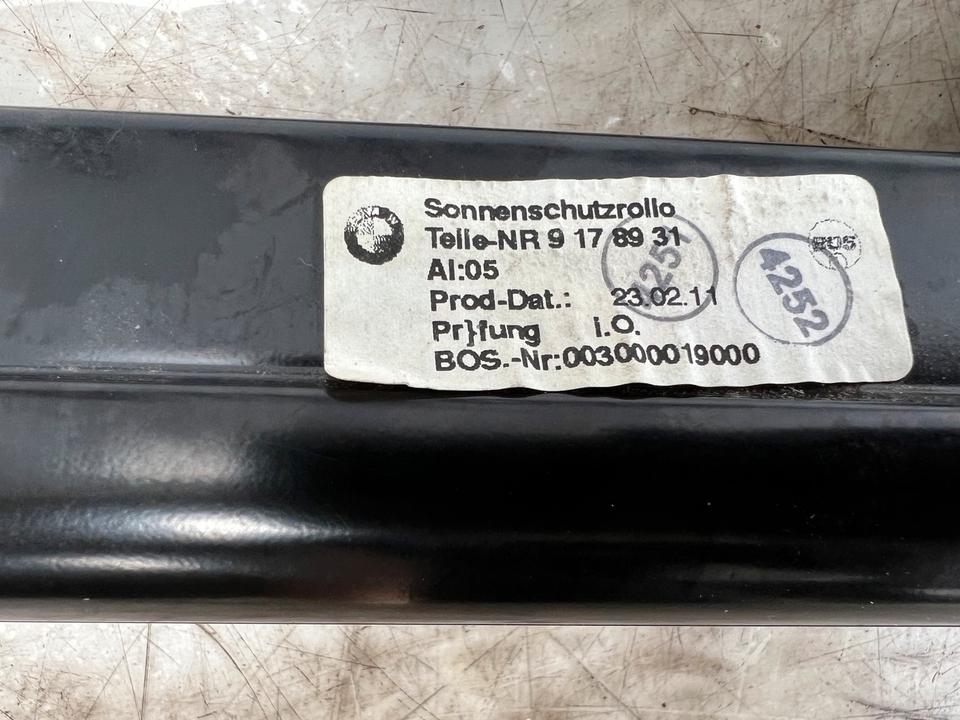 Sonnenschutzrollo
Teile-NR 9 17 89 31
AI:05
Prod-Dat.: 23.02.11
Pr}fung i.O.
BOS.-Nr:003000019000
4251
4252
BOS